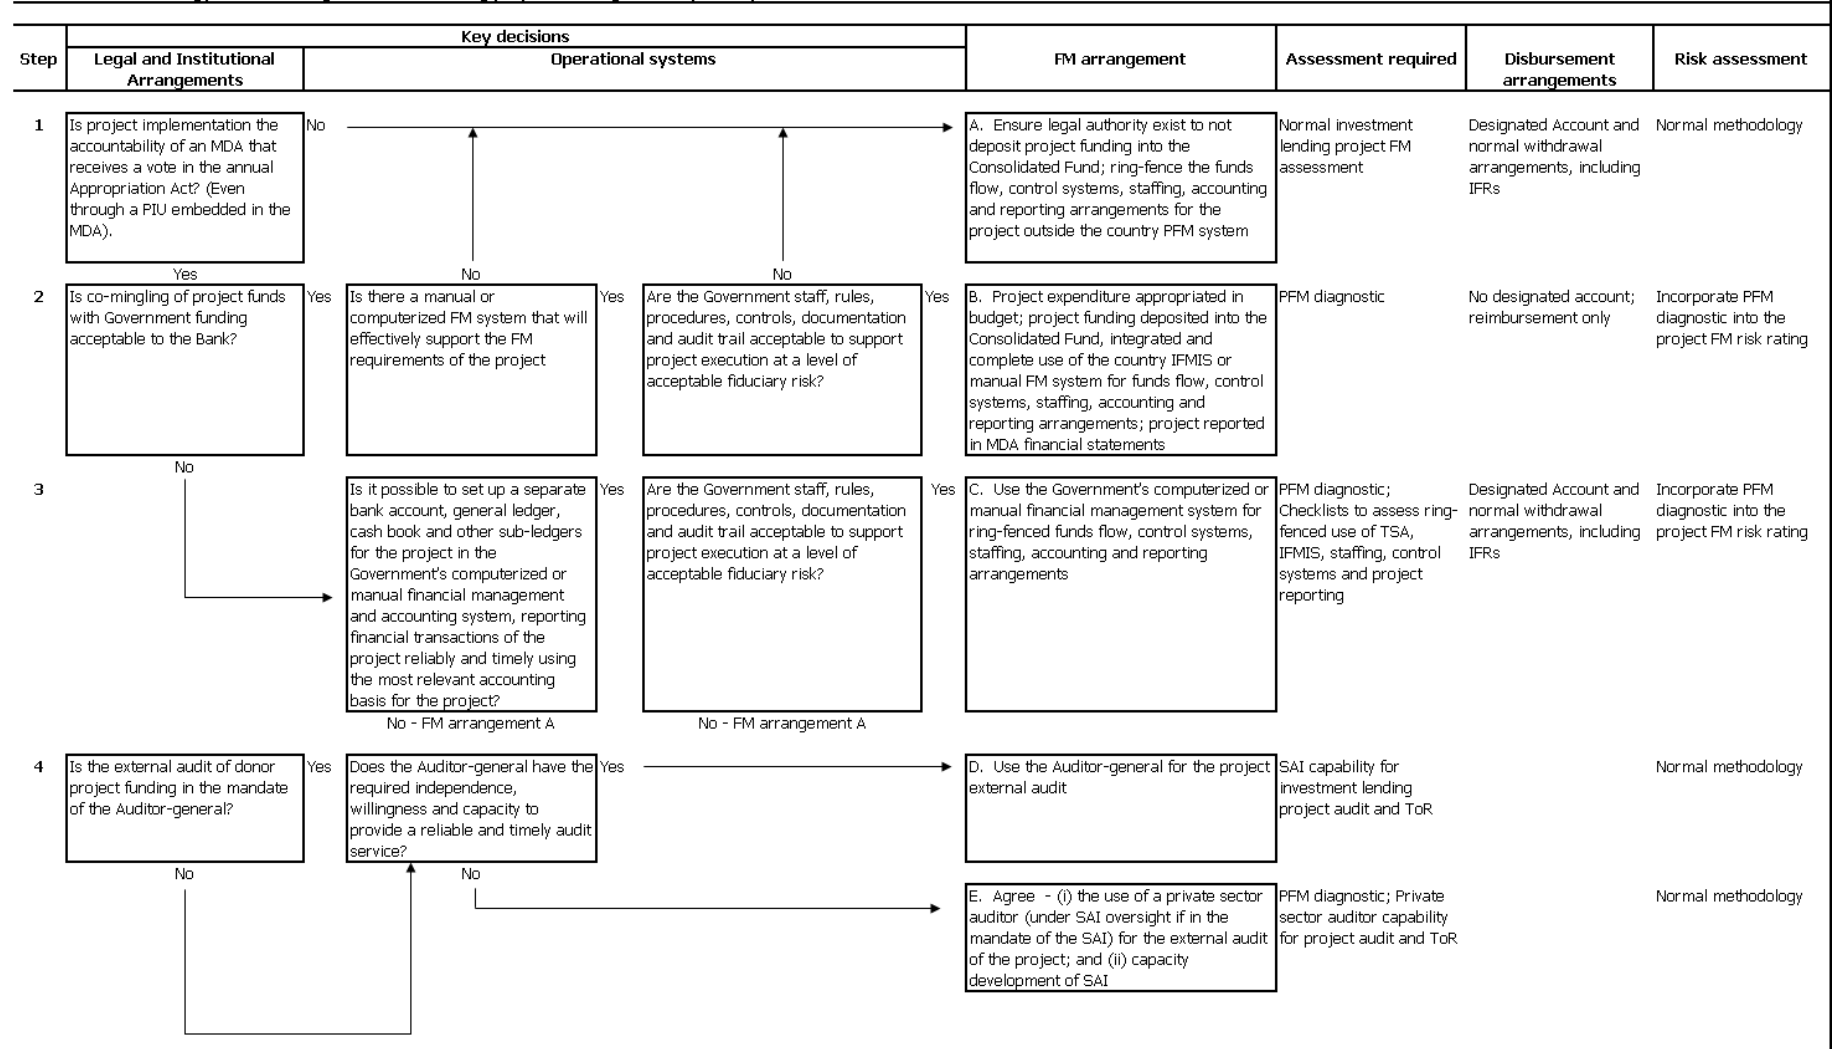 Key decisions
Step
Legal and Institutional
Arrangements
Operational systems
FM arrangement
Assessment required
Disbursement
arrangements
Risk assessment
1
Is project implementation the
accountability of an MDA that
receives a vote in the annual
Appropriation Act? (Even
through a PIU embedded in the
MDA).
No
A. Ensure legal authority exist to not
deposit project funding into the
Consolidated Fund; ring-fence the funds
flow, control systems, staffing, accounting
and reporting arrangements for the
project outside the country PFM system
Normal investment
lending project FM
assessment
Designated Account and
normal withdrawal
arrangements, including
IFRs
Normal methodology
Yes
No
No
2
Is co-mingling of project funds
with Government funding
acceptable to the Bank?
Yes
Is there a manual or
computerized FM system that will
effectively support the FM
requirements of the project
Yes
Are the Government staff, rules,
procedures, controls, documentation
and audit trail acceptable to support
project execution at a level of
acceptable fiduciary risk?
Yes
B. Project expenditure appropriated in
budget; project funding deposited into the
Consolidated Fund, integrated and
complete use of the country IFMIS or
manual FM system for funds flow, control
systems, staffing, accounting and
reporting arrangements; project reported
in MDA financial statements
PFM diagnostic
No designated account;
reimbursement only
Incorporate PFM
diagnostic into the
project FM risk rating
No
3
Is it possible to set up a separate
bank account, general ledger,
cash book and other sub-ledgers
for the project in the
Government's computerized or
manual financial management
and accounting system, reporting
financial transactions of the
project reliably and timely using
the most relevant accounting
basis for the project?
Yes
Are the Government staff, rules,
procedures, controls, documentation
and audit trail acceptable to support
project execution at a level of
acceptable fiduciary risk?
Yes
C. Use the Government's computerized or
manual financial management system for
ring-fenced funds flow, control systems,
staffing, accounting and reporting
arrangements
PFM diagnostic;
Checklists to assess ring-
fenced use of TSA,
IFMIS, staffing, control
systems and project
reporting
Designated Account and
normal withdrawal
arrangements, including
IFRs
Incorporate PFM
diagnostic into the
project FM risk rating
No - FM arrangement A
No - FM arrangement A
4
Is the external audit of donor
project funding in the mandate
of the Auditor-general?
Yes
Does the Auditor-general have the
required independence,
willingness and capacity to
provide a reliable and timely audit
service?
Yes
D. Use the Auditor-general for the project
external audit
SAI capability for
investment lending
project audit and ToR
Normal methodology
No
No
E. Agree - (i) the use of a private sector
auditor (under SAI oversight if in the
mandate of the SAI) for the external audit
of the project; and (ii) capacity
development of SAI
PFM diagnostic; Private
sector auditor capability
for project audit and ToR
Normal methodology